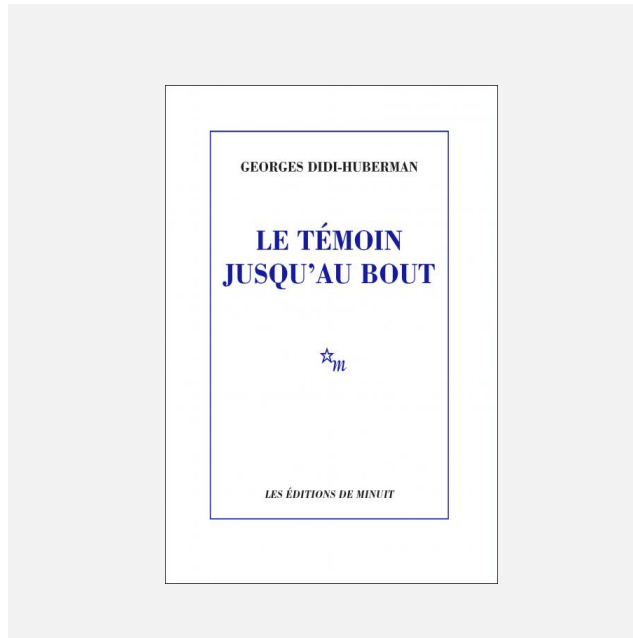 GEORGES DIDI-HUBERMAN
LE TÉMOIN
JUSQU’AU BOUT
m
LES ÉDITIONS DE MINUIT